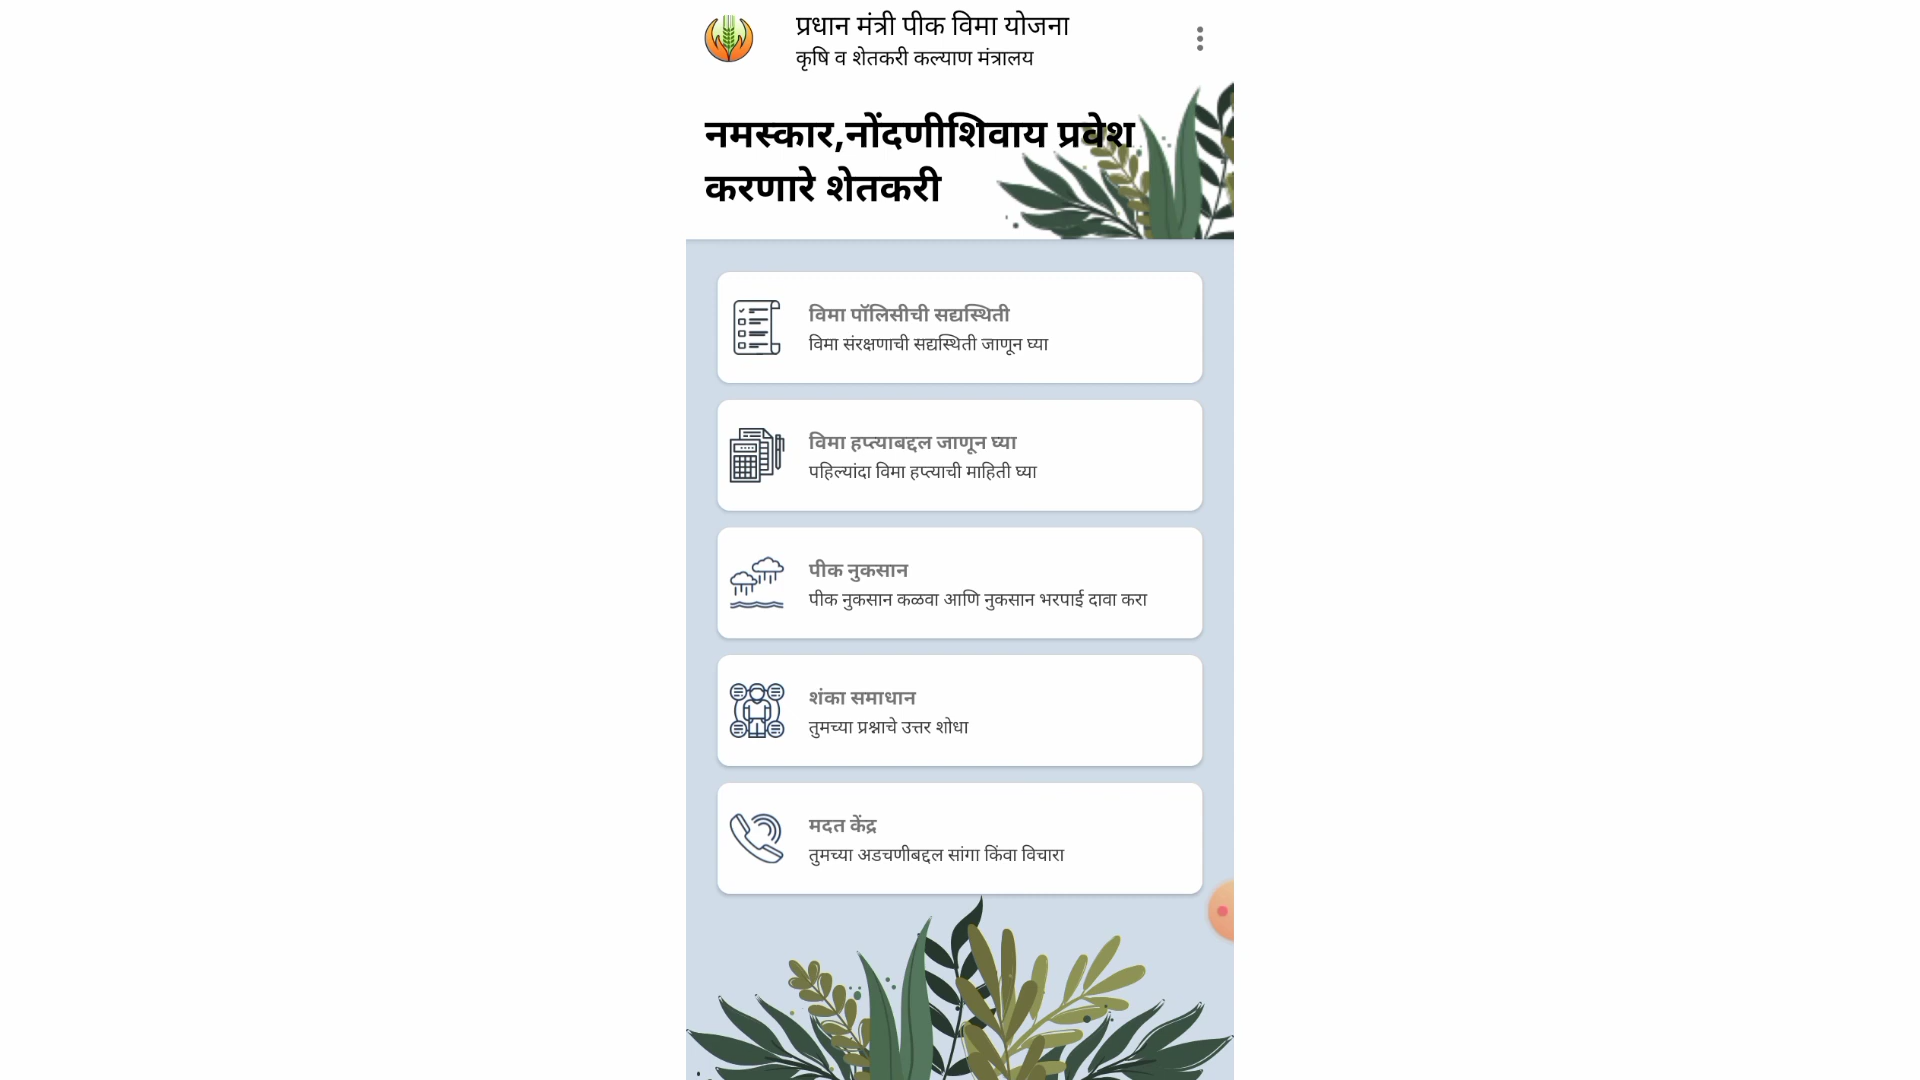 प्रधान मंत्री पीक विमा योजना
कृषि व शेतकरी कल्याण मंत्रालय
नमस्कार,नोंदणीशिवाय प्रवेश
करणारे शेतकरी
विमा पॉलिसीची सद्यस्थिती
विमा संरक्षणाची सद्यस्थिती जाणून घ्या
विमा हप्त्याबद्दल जाणून घ्या
पहिल्यांदा विमा हप्त्याची माहिती घ्या
पीक नुकसान
पीक नुकसान कळवा आणि नुकसान भरपाई दावा करा
शंका समाधान
तुमच्या प्रश्नाचे उत्तर शोधा
मदत केंद्र
तुमच्या अडचणीबद्दल सांगा किंवा विचारा